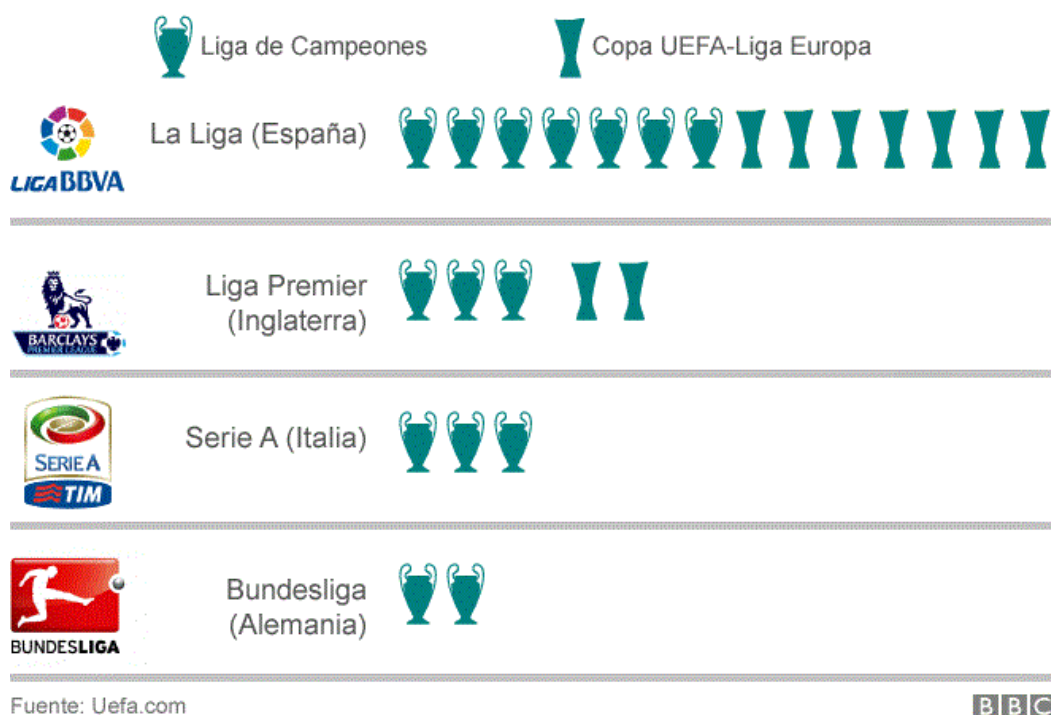 Liga de Campeones
Copa UEFA-Liga Europa
La Liga (España)
LIGA BBVA
Liga Premier
(Inglaterra)
BARCLAYS
PREMIER LEAGUE
Serie A (Italia)
SERIE A
TIM
Bundesliga
(Alemania)
BUNDESLIGA
Fuente: Uefa.com
BBC